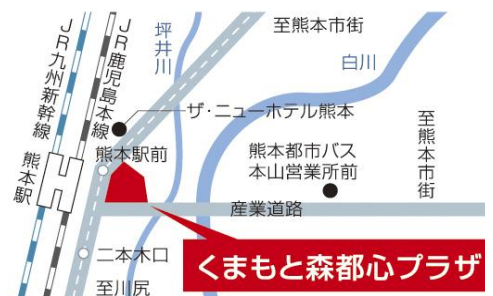 至熊本市街
坪井川
JR鹿児島本線
JR九州新幹線
白川
ザ・ニューホテル熊本
至熊本市街
熊本駅前
熊本都市バス
本山営業所前
熊本駅
産業道路
二本木口
くまもと森都心プラザ
至川尻